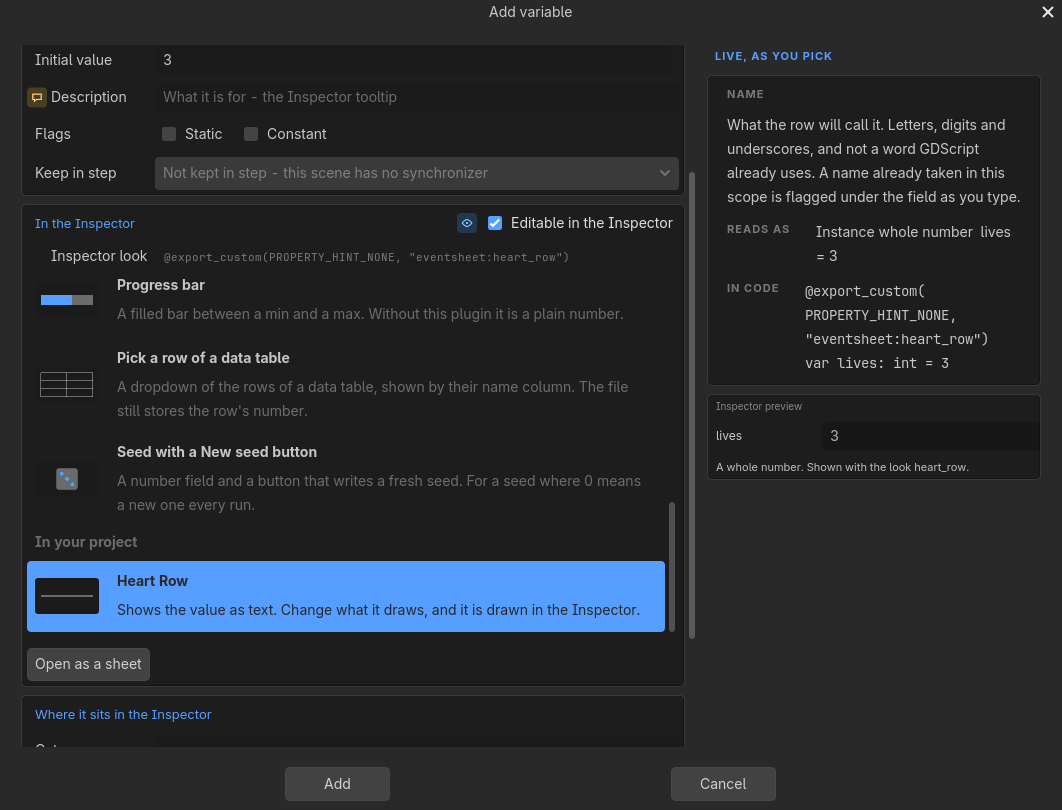 Add variable
Initial value
3
Description
What it is for - the Inspector tooltip
Flags
Static
Constant
Keep in step
Not kept in step - this scene has no synchronizer
In the Inspector
Editable in the Inspector
Inspector look
@export_custom(PROPERTY_HINT_NONE, "eventsheet:heart_row")
Progress bar
A filled bar between a min and a max. Without this plugin it is a plain number.
Pick a row of a data table
A dropdown of the rows of a data table, shown by their name column. The file
still stores the row's number.
Seed with a New seed button
A number field and a button that writes a fresh seed. For a seed where 0 means
a new one every run.
In your project
Heart Row
Shows the value as text. Change what it draws, and it is drawn in the Inspector.
Open as a sheet
Where it sits in the Inspector
LIVE, AS YOU PICK
NAME
What the row will call it. Letters, digits and
underscores, and not a word GDScript
already uses. A name already taken in this
scope is flagged under the field as you type.
READS AS
Instance whole number lives
= 3
IN CODE
@export_custom(
PROPERTY_HINT_NONE,
"eventsheet:heart_row")
var lives: int = 3
Inspector preview
lives
3
A whole number. Shown with the look heart_row.
Add
Cancel